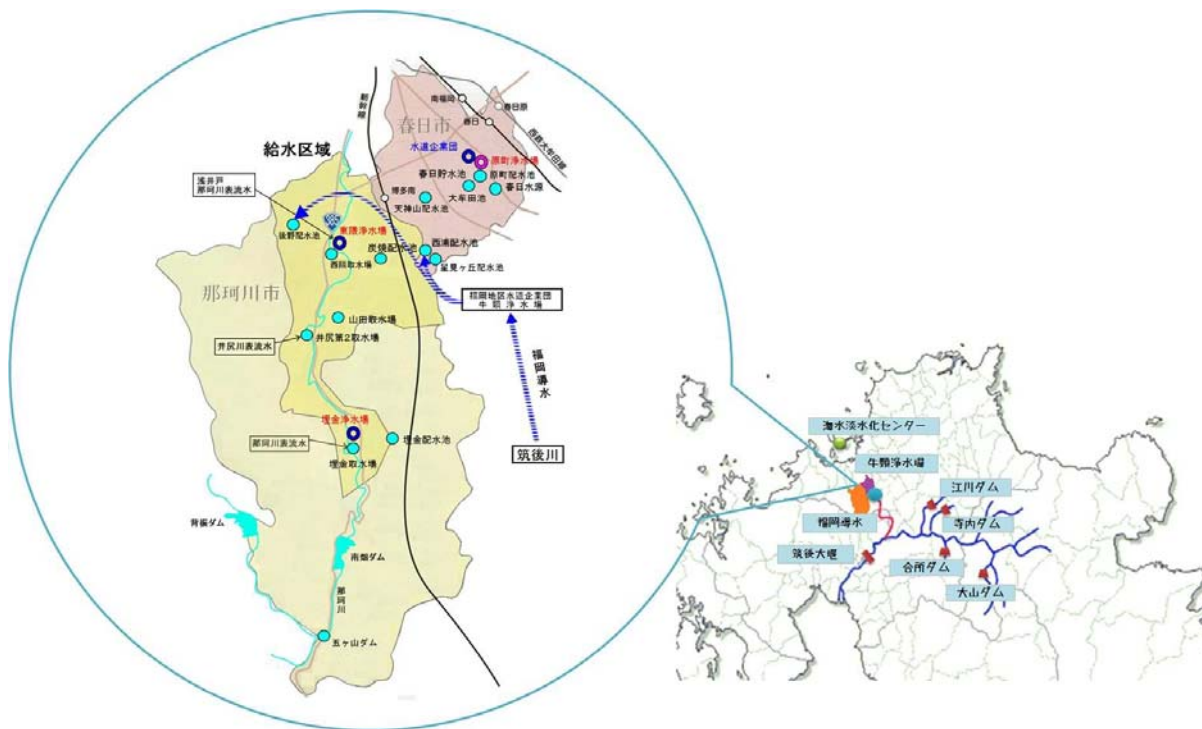 新幹線
南福岡
春日原
春日
西鉄大牟田線
春日市
給水区域
水道企業団
原町浄水場
浅井戸
那珂川表流水
春日貯水池
原町配水池
博多南
大牟田池
春日水源
天神山配水池
後野配水池
東隈浄水場
炭焼配水池
西浦配水池
西隈取水場
星見ヶ丘配水池
那珂川市
福岡地区水道企業団
牛頸浄水場
山田取水場
井尻第2取水場
井尻川表流水
福岡導水
埋金浄水場
那珂川表流水
埋金配水池
埋金取水場
筑後川
背振ダム
南畑ダム
那珂川
五ヶ山ダム
海水淡水化センター
牛頸浄水場
江川ダム
福岡導水
寺内ダム
筑後大堰
合所ダム
大山ダム